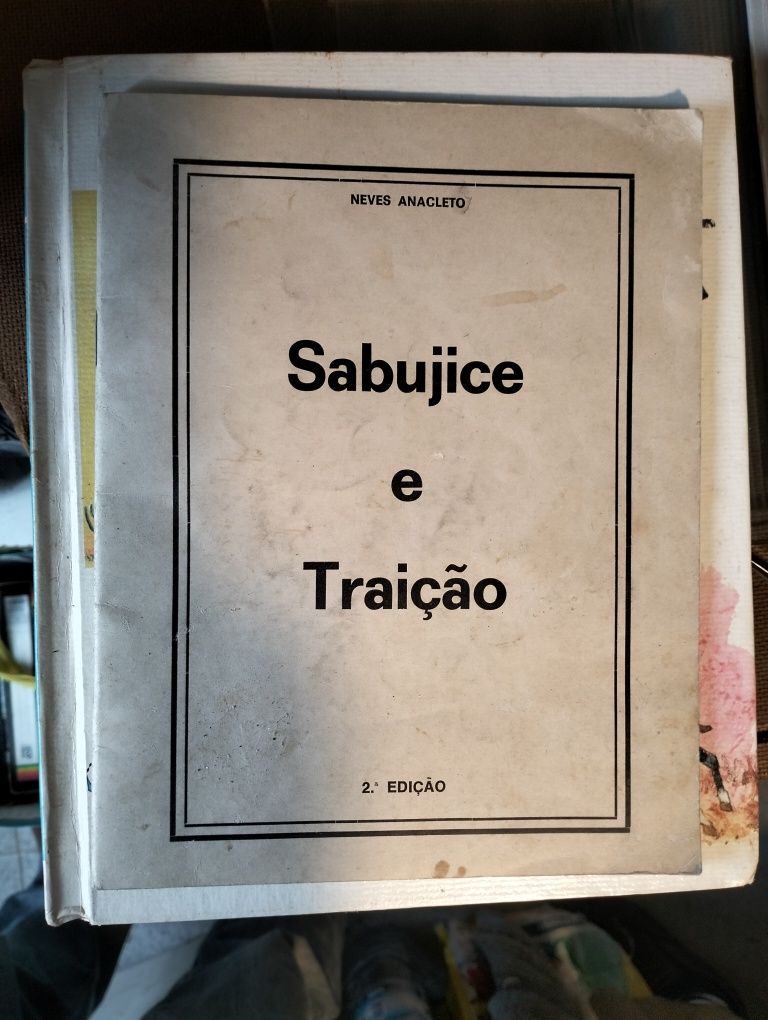 NEVES ANACLETO
Sabujice
e
Traição
2.ª EDIÇÃO